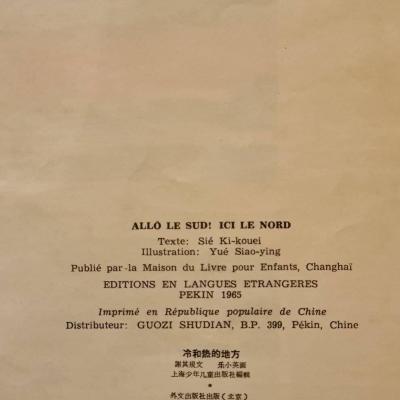 ALLÔ LE SUD! ICI LE NORD
Texte: Sié Ki-kouei
Illustration: Yué Siao-ying
Publié par la Maison du Livre pour Enfants, Changhaï
EDITIONS EN LANGUES ETRANGERES
PEKIN 1965
Imprimé en République populaire de Chine
Distributeur: GUOZI SHUDIAN, B.P. 399, Pékin, Chine
冷和热的地方
谢其规文 乐小英画
上海少年儿童出版社編輯
*
外文出版社出版（北京）